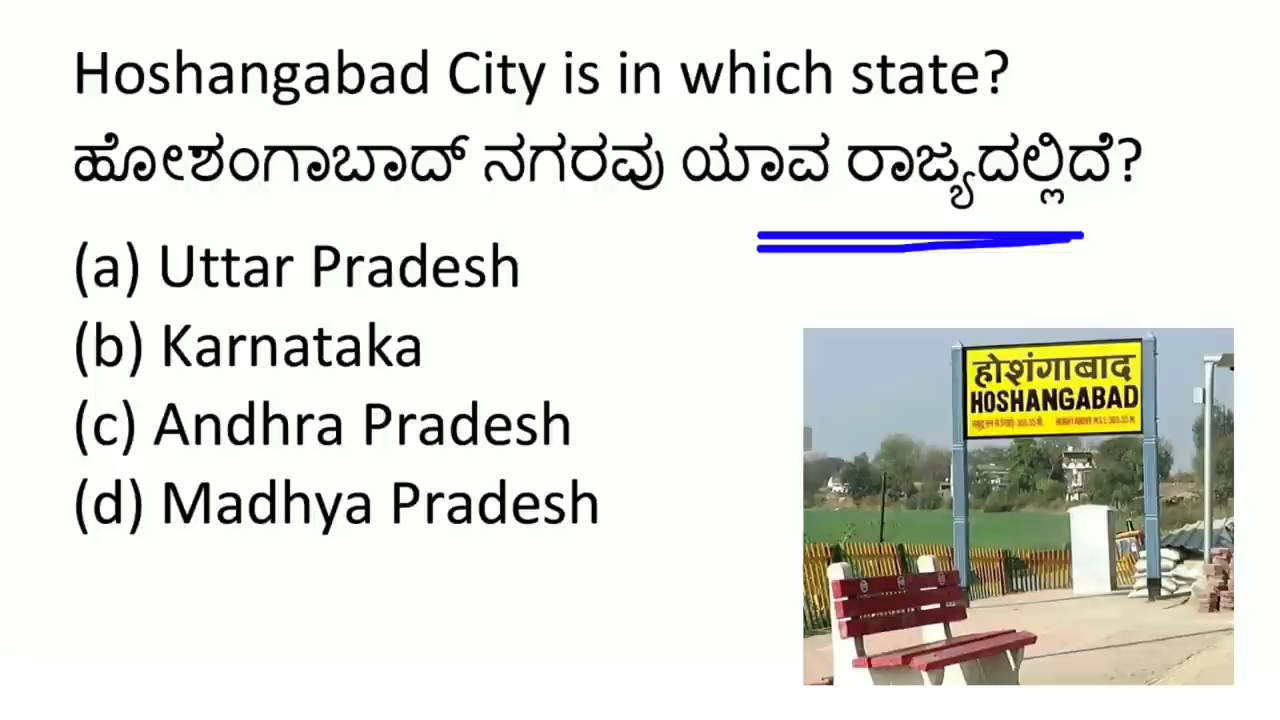 Hoshangabad City is in which state?
ಹೋಶಂಗಾಬಾದ್ ನಗರವು ಯಾವ ರಾಜ್ಯದಲ್ಲಿದೆ?
(a) Uttar Pradesh
(b) Karnataka
(c) Andhra Pradesh
(d) Madhya Pradesh
होशंगाबाद
HOSHANGABAD